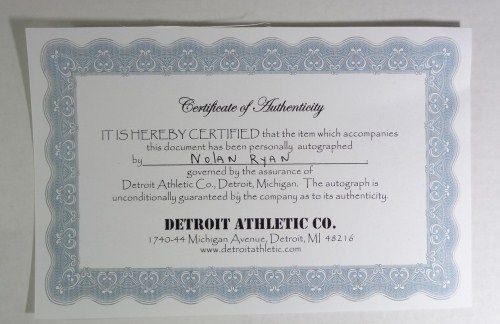 Certificate of Authenticity
IT IS HEREBY CERTIFIED that the item which accompanies
this document has been personally autographed
by NOLAN RYAN
governed by the assurance of
Detroit Athletic Co., Detroit, Michigan. The autograph is
unconditionally guaranteed by the company as to its authenticity.
DETROIT ATHLETIC CO.
1740-44 Michigan Avenue, Detroit, MI 48216
www.detroitathletic.com